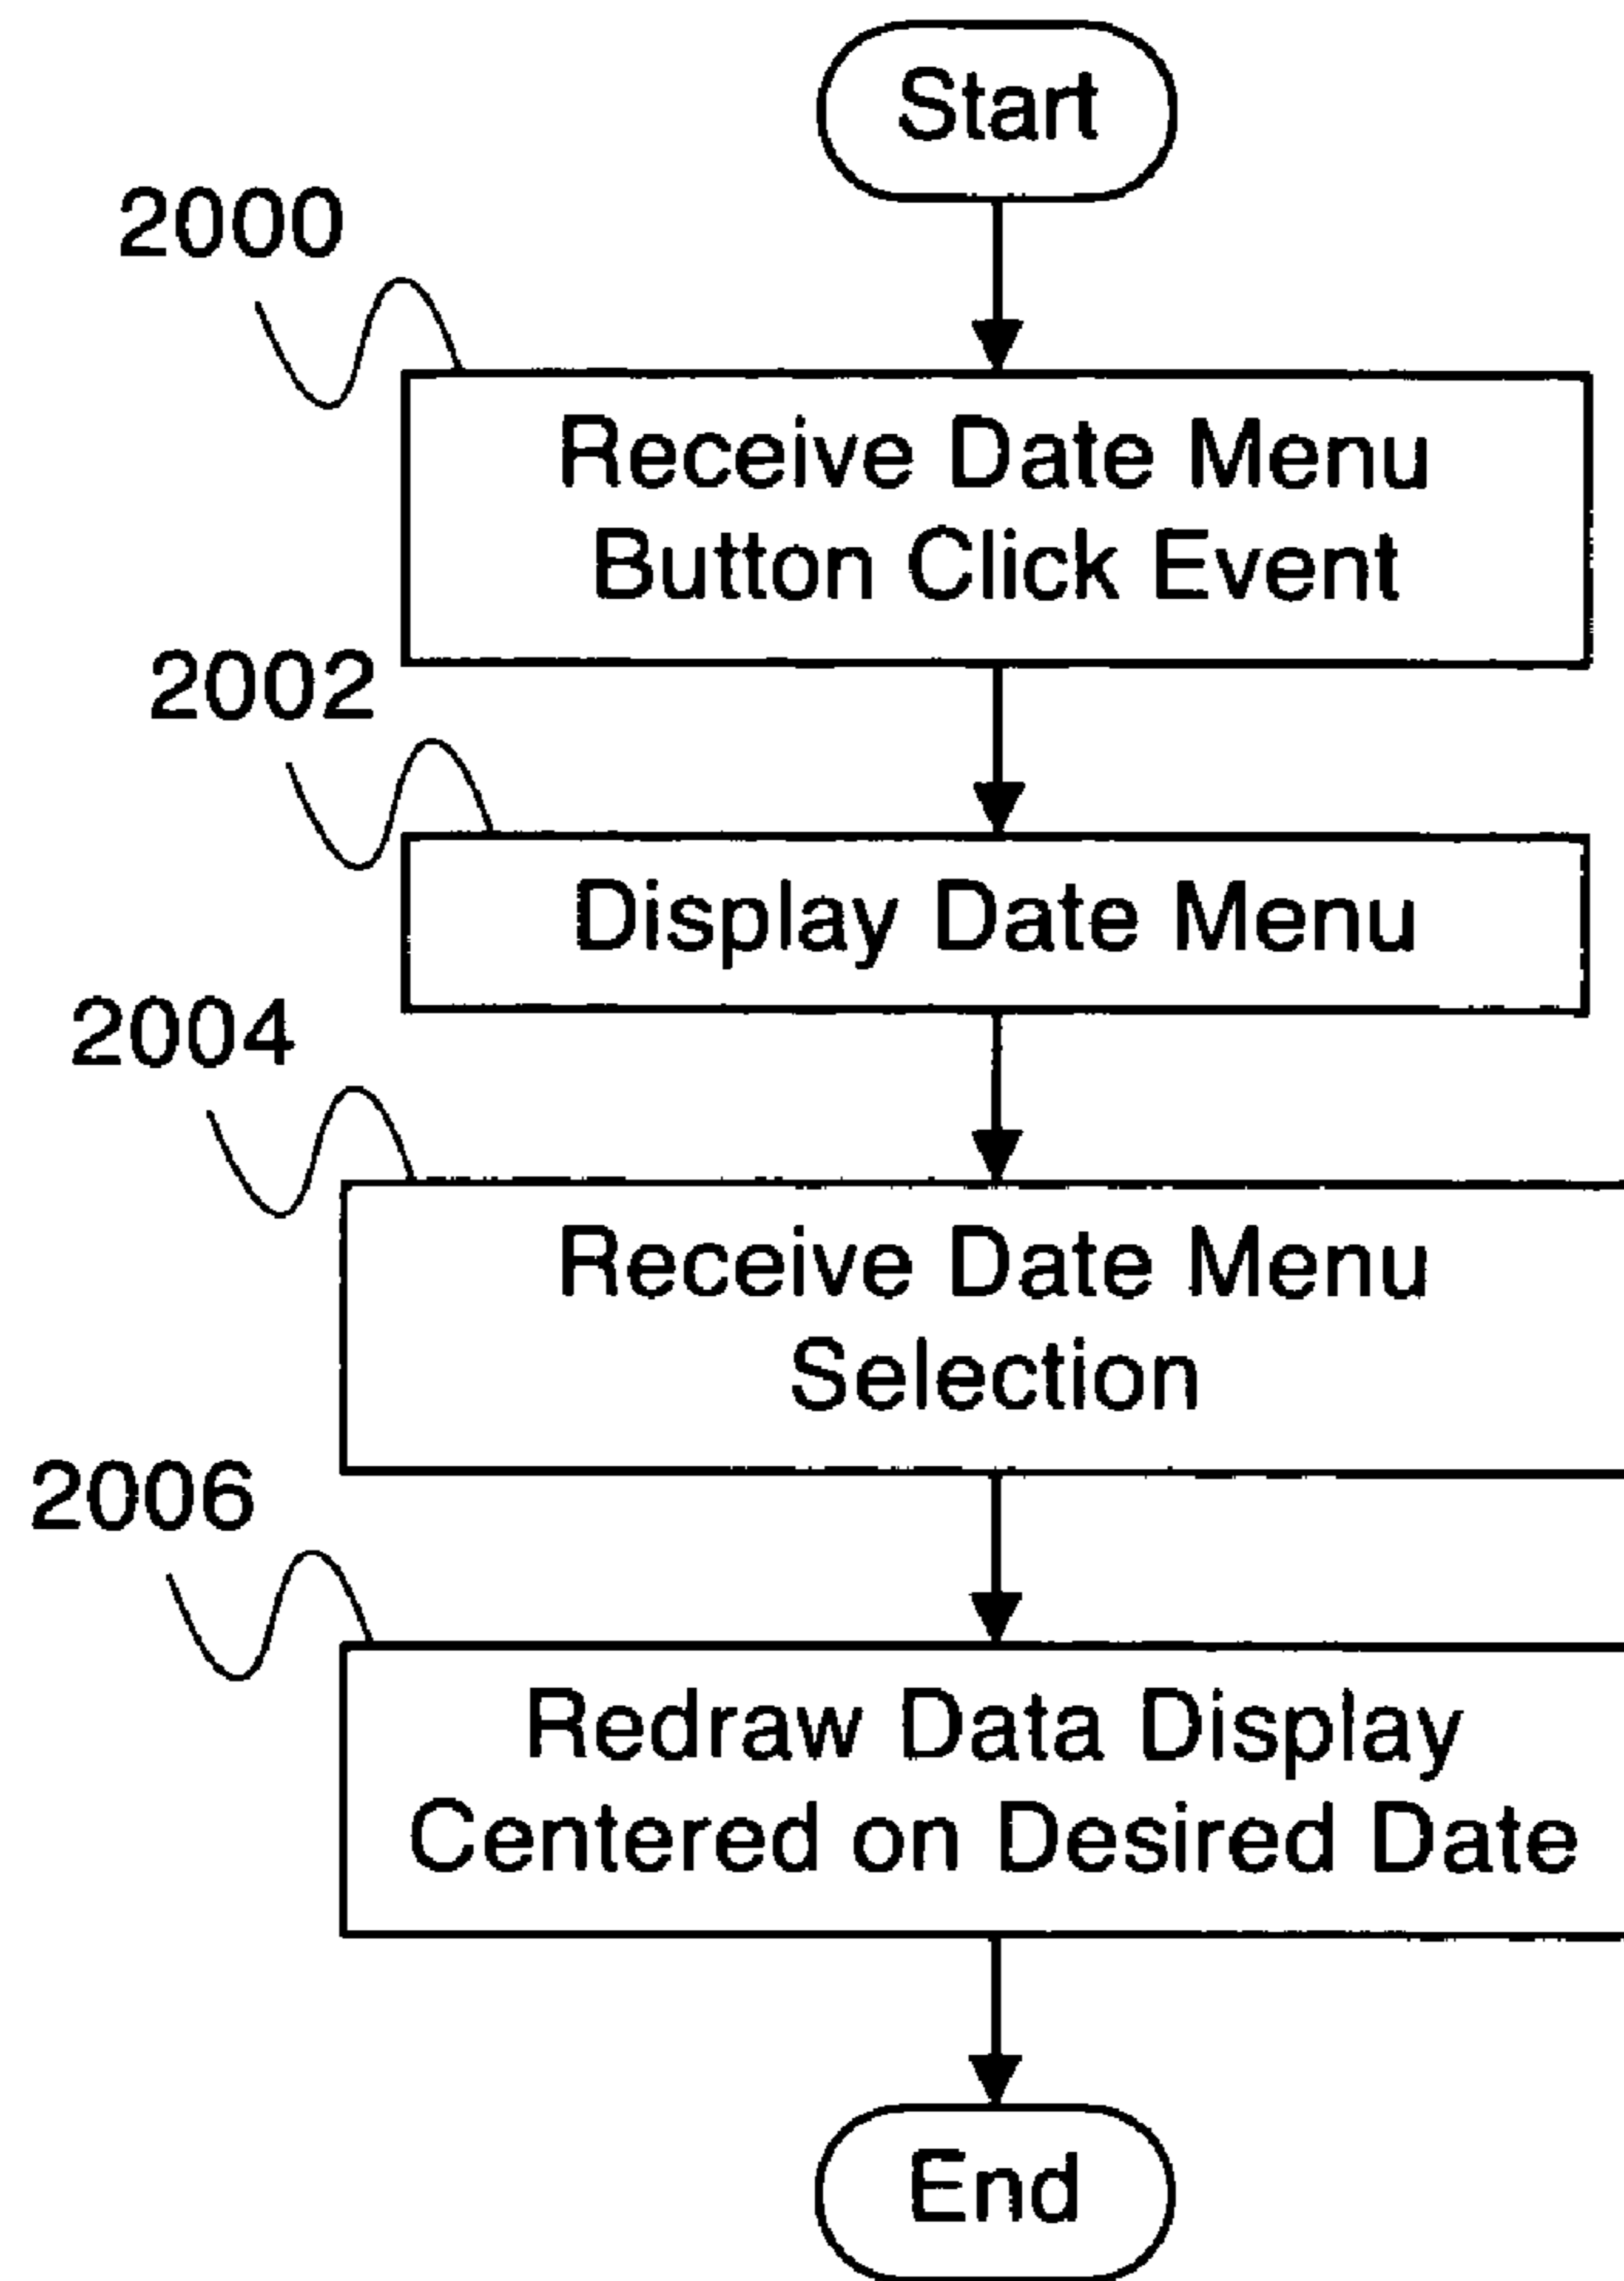 Start
2000
Receive Date Menu
Button Click Event
2002
Display Date Menu
2004
Receive Date Menu
Selection
2006
Redraw Data Display
Centered on Desired Date
End